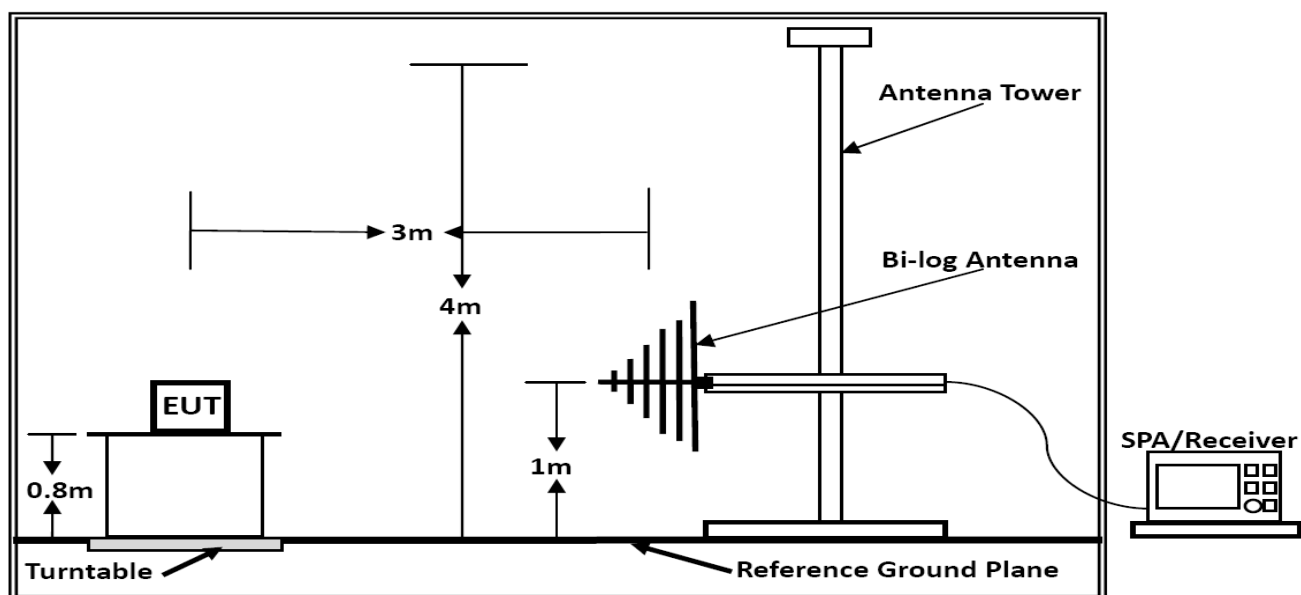 Antenna Tower
3m
Bi-log Antenna
4m
EUT
SPA/Receiver
1m
0.8m
Turntable
Reference Ground Plane